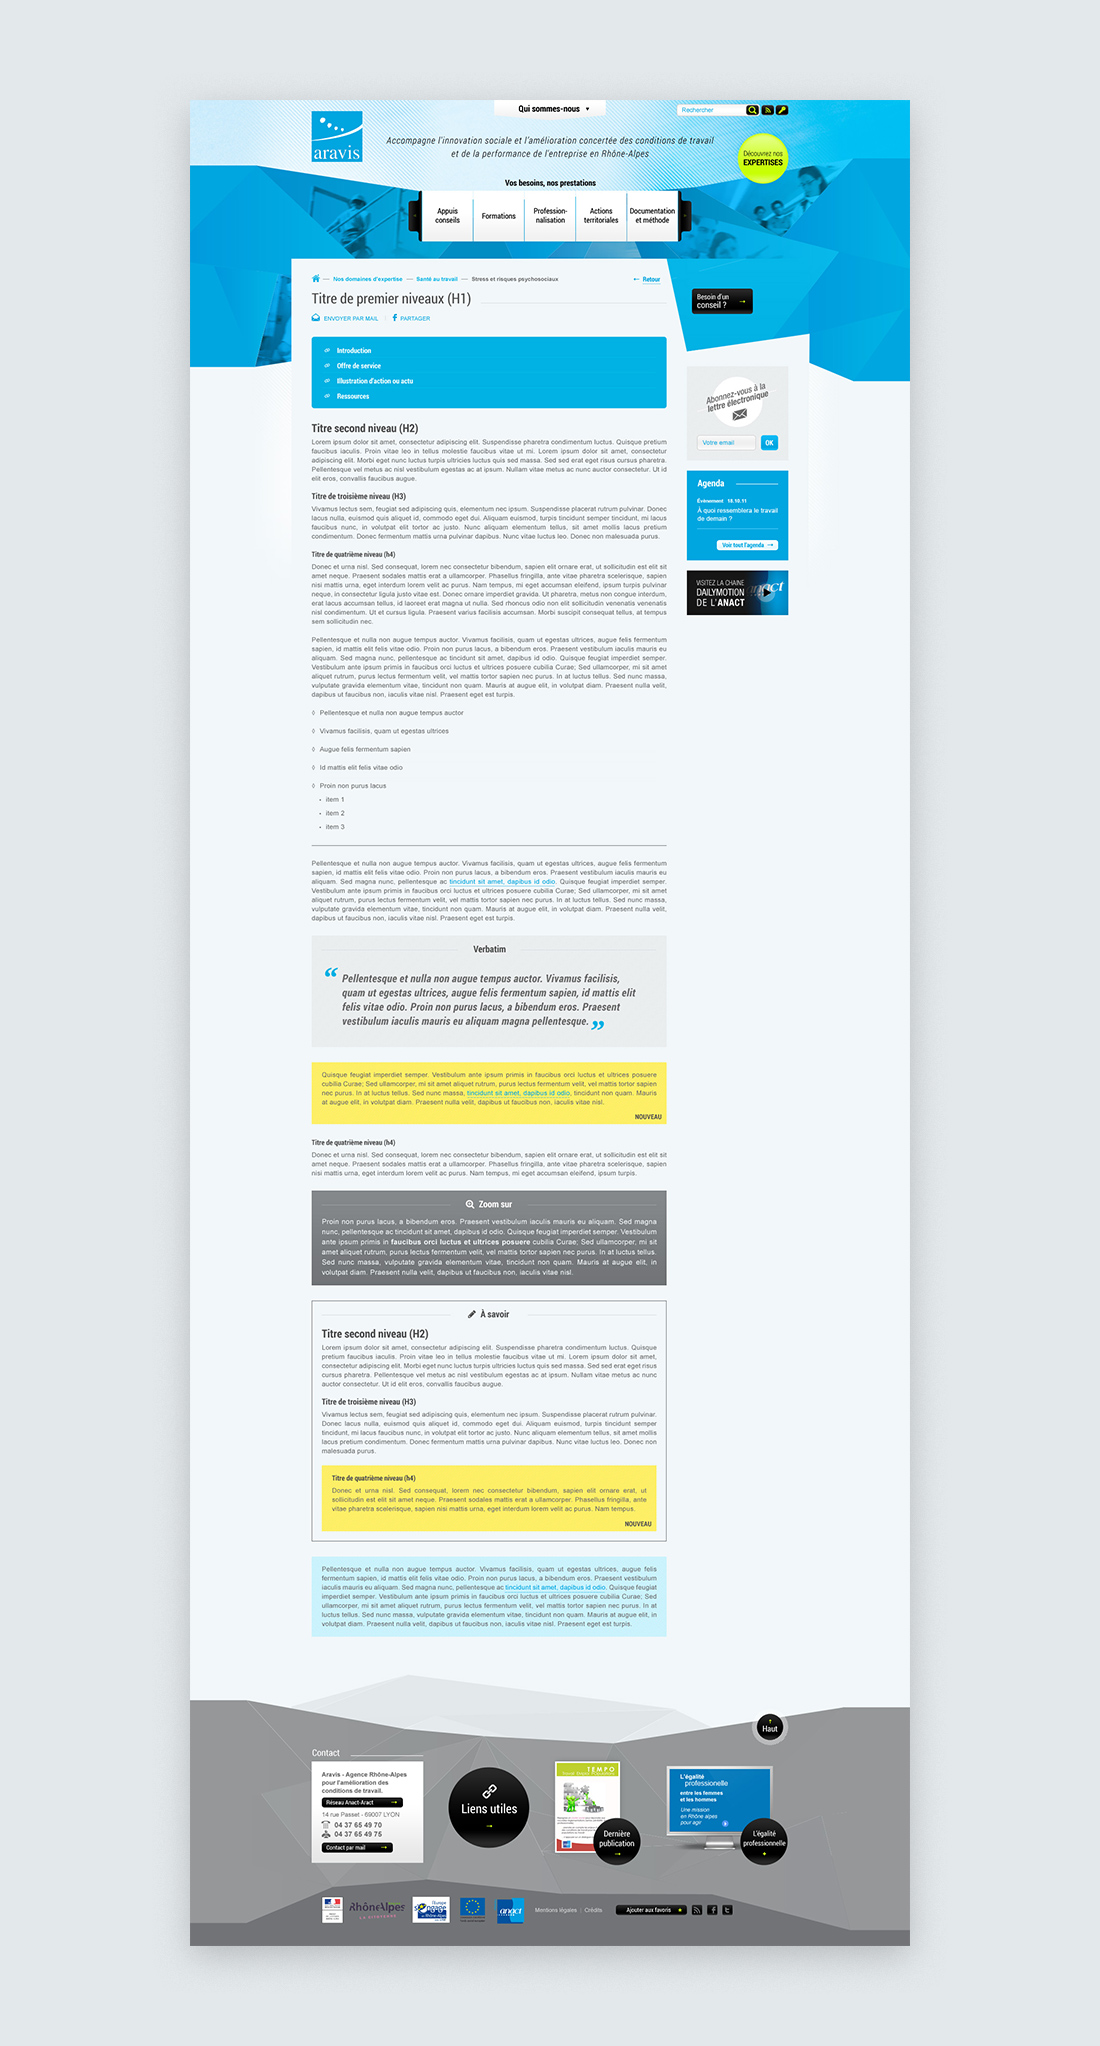 Qui sommes-nous
Rechercher
aravis
Accompagne l'innovation sociale et l'amélioration concertée des conditions de travail
et de la performance de l'entreprise en Rhône-Alpes
Découvrez nos
EXPERTISES
Vos besoins, nos prestations
Appuis
conseils
Formations
Profession-
nalisation
Actions
territoriales
Documentation
et méthode
Nos domaines d'expertise — Santé au travail — Stress et risques psychosociaux
← Retour
Titre de premier niveaux (H1)
ENVOYER PAR MAIL
PARTAGER
Besoin d'un
conseil ? →
Introduction
Offre de service
Illustration d'action ou actu
Ressources
Abonnez-vous à la
lettre électronique
Votre email
OK
Agenda
Évènement 18.10.11
À quoi ressemblera le travail
de demain ?
Voir tout l'agenda →
VISITEZ LA CHAINE
DAILYMOTION
DE L'ANACT
anact
Titre second niveau (H2)
Lorem ipsum dolor sit amet, consectetur adipiscing elit. Suspendisse pharetra condimentum luctus. Quisque pretium
faucibus iaculis. Proin vitae leo in tellus molestie faucibus vitae ut mi. Lorem ipsum dolor sit amet, consectetur
adipiscing elit. Morbi eget nunc luctus turpis ultricies luctus quis sed massa. Sed sed erat eget risus cursus pharetra.
Pellentesque vel metus ac nisl vestibulum egestas ac at ipsum. Nullam vitae metus ac nunc auctor consectetur. Ut id
elit eros, convallis faucibus augue.
Titre de troisième niveau (H3)
Vivamus lectus sem, feugiat sed adipiscing quis, elementum nec ipsum. Suspendisse placerat rutrum pulvinar. Donec
lacus nulla, euismod quis aliquet id, commodo eget dui. Aliquam euismod, turpis tincidunt semper tincidunt, mi lacus
faucibus nunc, in volutpat elit tortor ac justo. Nunc aliquam elementum tellus, sit amet mollis lacus pretium
condimentum. Donec fermentum mattis urna pulvinar dapibus. Nunc vitae luctus leo. Donec non malesuada purus.
Titre de quatrième niveau (h4)
Donec et urna nisl. Sed consequat, lorem nec consectetur bibendum, sapien elit ornare erat, ut sollicitudin est elit sit
amet neque. Praesent sodales mattis erat a ullamcorper. Phasellus fringilla, ante vitae pharetra scelerisque, sapien
nisi mattis urna, eget interdum lorem velit ac purus. Nam tempus, mi eget accumsan eleifend, ipsum turpis pulvinar
neque, in consectetur ligula justo vitae est. Donec ornare imperdiet gravida. Ut pharetra, metus non congue interdum,
erat lacus accumsan tellus, id laoreet erat magna ut nulla. Sed rhoncus odio non elit sollicitudin venenatis venenatis
nisl condimentum. Ut et cursus ligula. Praesent varius facilisis accumsan. Morbi suscipit consequat tellus, at tempus
sem sollicitudin nec.
Pellentesque et nulla non augue tempus auctor. Vivamus facilisis, quam ut egestas ultrices, augue felis fermentum
sapien, id mattis elit felis vitae odio. Proin non purus lacus, a bibendum eros. Praesent vestibulum iaculis mauris eu
aliquam. Sed magna nunc, pellentesque ac tincidunt sit amet, dapibus id odio. Quisque feugiat imperdiet semper.
Vestibulum ante ipsum primis in faucibus orci luctus et ultrices posuere cubilia Curae; Sed ullamcorper, mi sit amet
aliquet rutrum, purus lectus fermentum velit, vel mattis tortor sapien nec purus. In at luctus tellus. Sed nunc massa,
vulputate gravida elementum vitae, tincidunt non quam. Mauris at augue elit, in volutpat diam. Praesent nulla velit,
dapibus ut faucibus non, iaculis vitae nisl. Praesent eget est turpis.
◊ Pellentesque et nulla non augue tempus auctor
◊ Vivamus facilisis, quam ut egestas ultrices
◊ Augue felis fermentum sapien
◊ Id mattis elit felis vitae odio
◊ Proin non purus lacus
• item 1
• item 2
• item 3
Pellentesque et nulla non augue tempus auctor. Vivamus facilisis, quam ut egestas ultrices, augue felis fermentum
sapien, id mattis elit felis vitae odio. Proin non purus lacus, a bibendum eros. Praesent vestibulum iaculis mauris eu
aliquam. Sed magna nunc, pellentesque ac tincidunt sit amet, dapibus id odio. Quisque feugiat imperdiet semper.
Vestibulum ante ipsum primis in faucibus orci luctus et ultrices posuere cubilia Curae; Sed ullamcorper, mi sit amet
aliquet rutrum, purus lectus fermentum velit, vel mattis tortor sapien nec purus. In at luctus tellus. Sed nunc massa,
vulputate gravida elementum vitae, tincidunt non quam. Mauris at augue elit, in volutpat diam. Praesent nulla velit,
dapibus ut faucibus non, iaculis vitae nisl. Praesent eget est turpis.
Verbatim
“ Pellentesque et nulla non augue tempus auctor. Vivamus facilisis,
quam ut egestas ultrices, augue felis fermentum sapien, id mattis elit
felis vitae odio. Proin non purus lacus, a bibendum eros. Praesent
vestibulum iaculis mauris eu aliquam magna pellentesque. ”
Quisque feugiat imperdiet semper. Vestibulum ante ipsum primis in faucibus orci luctus et ultrices posuere
cubilia Curae; Sed ullamcorper, mi sit amet aliquet rutrum, purus lectus fermentum velit, vel mattis tortor sapien
nec purus. In at luctus tellus. Sed nunc massa, tincidunt sit amet, dapibus id odio, tincidunt non quam. Mauris
at augue elit, in volutpat diam. Praesent nulla velit, dapibus ut faucibus non, iaculis vitae nisl.
NOUVEAU
Titre de quatrième niveau (h4)
Donec et urna nisl. Sed consequat, lorem nec consectetur bibendum, sapien elit ornare erat, ut sollicitudin est elit sit
amet neque. Praesent sodales mattis erat a ullamcorper. Phasellus fringilla, ante vitae pharetra scelerisque, sapien
nisi mattis urna, eget interdum lorem velit ac purus. Nam tempus, mi eget accumsan eleifend, ipsum turpis.
Zoom sur
Proin non purus lacus, a bibendum eros. Praesent vestibulum iaculis mauris eu aliquam. Sed magna
nunc, pellentesque ac tincidunt sit amet, dapibus id odio. Quisque feugiat imperdiet semper. Vestibulum
ante ipsum primis in faucibus orci luctus et ultrices posuere cubilia Curae; Sed ullamcorper, mi sit
amet aliquet rutrum, purus lectus fermentum velit, vel mattis tortor sapien nec purus. In at luctus tellus.
Sed nunc massa, vulputate gravida elementum vitae, tincidunt non quam. Mauris at augue elit, in
volutpat diam. Praesent nulla velit, dapibus ut faucibus non, iaculis vitae nisl.
À savoir
Titre second niveau (H2)
Lorem ipsum dolor sit amet, consectetur adipiscing elit. Suspendisse pharetra condimentum luctus. Quisque
pretium faucibus iaculis. Proin vitae leo in tellus molestie faucibus vitae ut mi. Lorem ipsum dolor sit amet,
consectetur adipiscing elit. Morbi eget nunc luctus turpis ultricies luctus quis sed massa. Sed sed erat eget risus
cursus pharetra. Pellentesque vel metus ac nisl vestibulum egestas ac at ipsum. Nullam vitae metus ac nunc
auctor consectetur. Ut id elit eros, convallis faucibus augue.
Titre de troisième niveau (H3)
Vivamus lectus sem, feugiat sed adipiscing quis, elementum nec ipsum. Suspendisse placerat rutrum pulvinar.
Donec lacus nulla, euismod quis aliquet id, commodo eget dui. Aliquam euismod, turpis tincidunt semper
tincidunt, mi lacus faucibus nunc, in volutpat elit tortor ac justo. Nunc aliquam elementum tellus, sit amet mollis
lacus pretium condimentum. Donec fermentum mattis urna pulvinar dapibus. Nunc vitae luctus leo. Donec non
malesuada purus.
Titre de quatrième niveau (h4)
Donec et urna nisl. Sed consequat, lorem nec consectetur bibendum, sapien elit ornare erat, ut
sollicitudin est elit sit amet neque. Praesent sodales mattis erat a ullamcorper. Phasellus fringilla, ante
vitae pharetra scelerisque, sapien nisi mattis urna, eget interdum lorem velit ac purus. Nam tempus.
NOUVEAU
Pellentesque et nulla non augue tempus auctor. Vivamus facilisis, quam ut egestas ultrices, augue felis
fermentum sapien, id mattis elit felis vitae odio. Proin non purus lacus, a bibendum eros. Praesent vestibulum
iaculis mauris eu aliquam. Sed magna nunc, pellentesque ac tincidunt sit amet, dapibus id odio. Quisque feugiat
imperdiet semper. Vestibulum ante ipsum primis in faucibus orci luctus et ultrices posuere cubilia Curae; Sed
ullamcorper, mi sit amet aliquet rutrum, purus lectus fermentum velit, vel mattis tortor sapien nec purus. In at
luctus tellus. Sed nunc massa, vulputate gravida elementum vitae, tincidunt non quam. Mauris at augue elit, in
volutpat diam. Praesent nulla velit, dapibus ut faucibus non, iaculis vitae nisl. Praesent eget est turpis.
Haut
Contact
Aravis - Agence Rhône-Alpes
pour l'amélioration des
conditions de travail.
Réseau Anact-Aract →
14 rue Passet - 69007 LYON
04 37 65 49 70
04 37 65 49 75
Contact par mail →
Liens utiles
→
TEMPO
Dernière
publication
→
L'égalité
professionnelle
entre les femmes
et les hommes
Une mission
en Rhône alpes
pour agir
L'égalité
professionnelle
RhôneAlpes
l'Europe
s'engage
en Rhône-Alpes
anact
Mentions légales | Crédits
Ajouter aux favoris